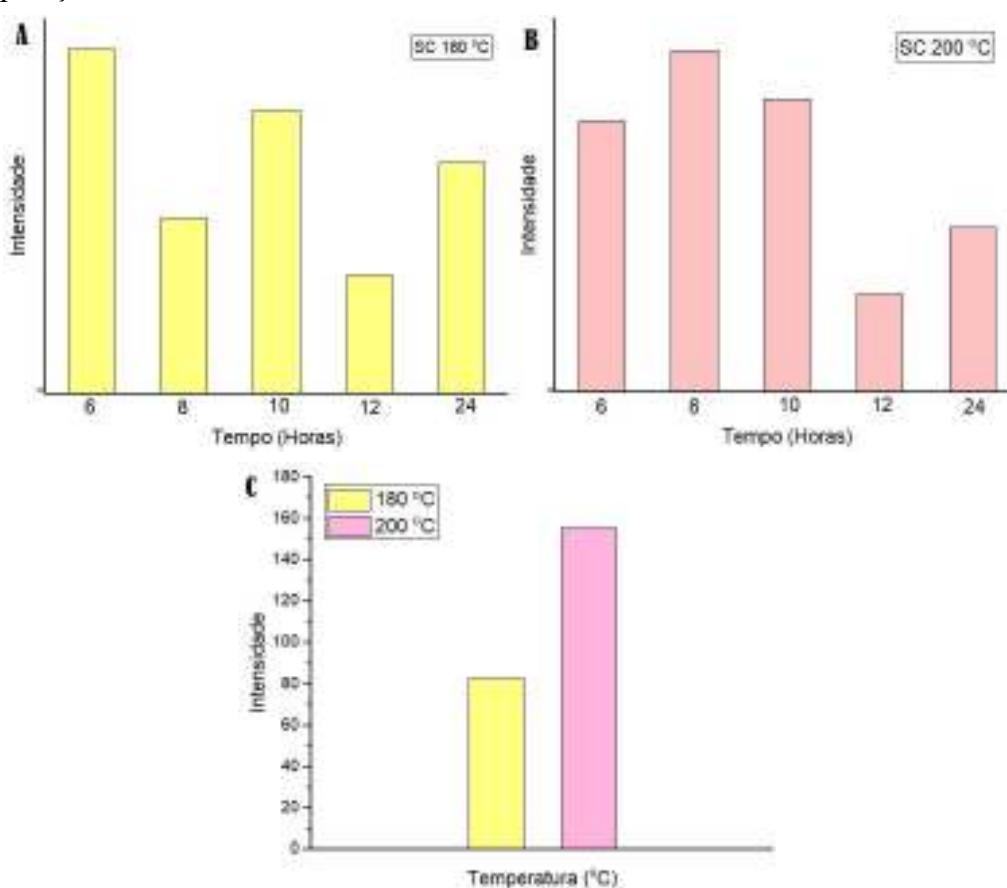 A
SC 180 °C
Intensidade
6 8 10 12 24
Tempo (Horas)
B
SC 200 °C
Intensidade
6 8 10 12 24
Tempo (Horas)
C
180 °C
200 °C
Intensidade
180
160
140
120
100
80
60
40
20
0
Temperatura (°C)